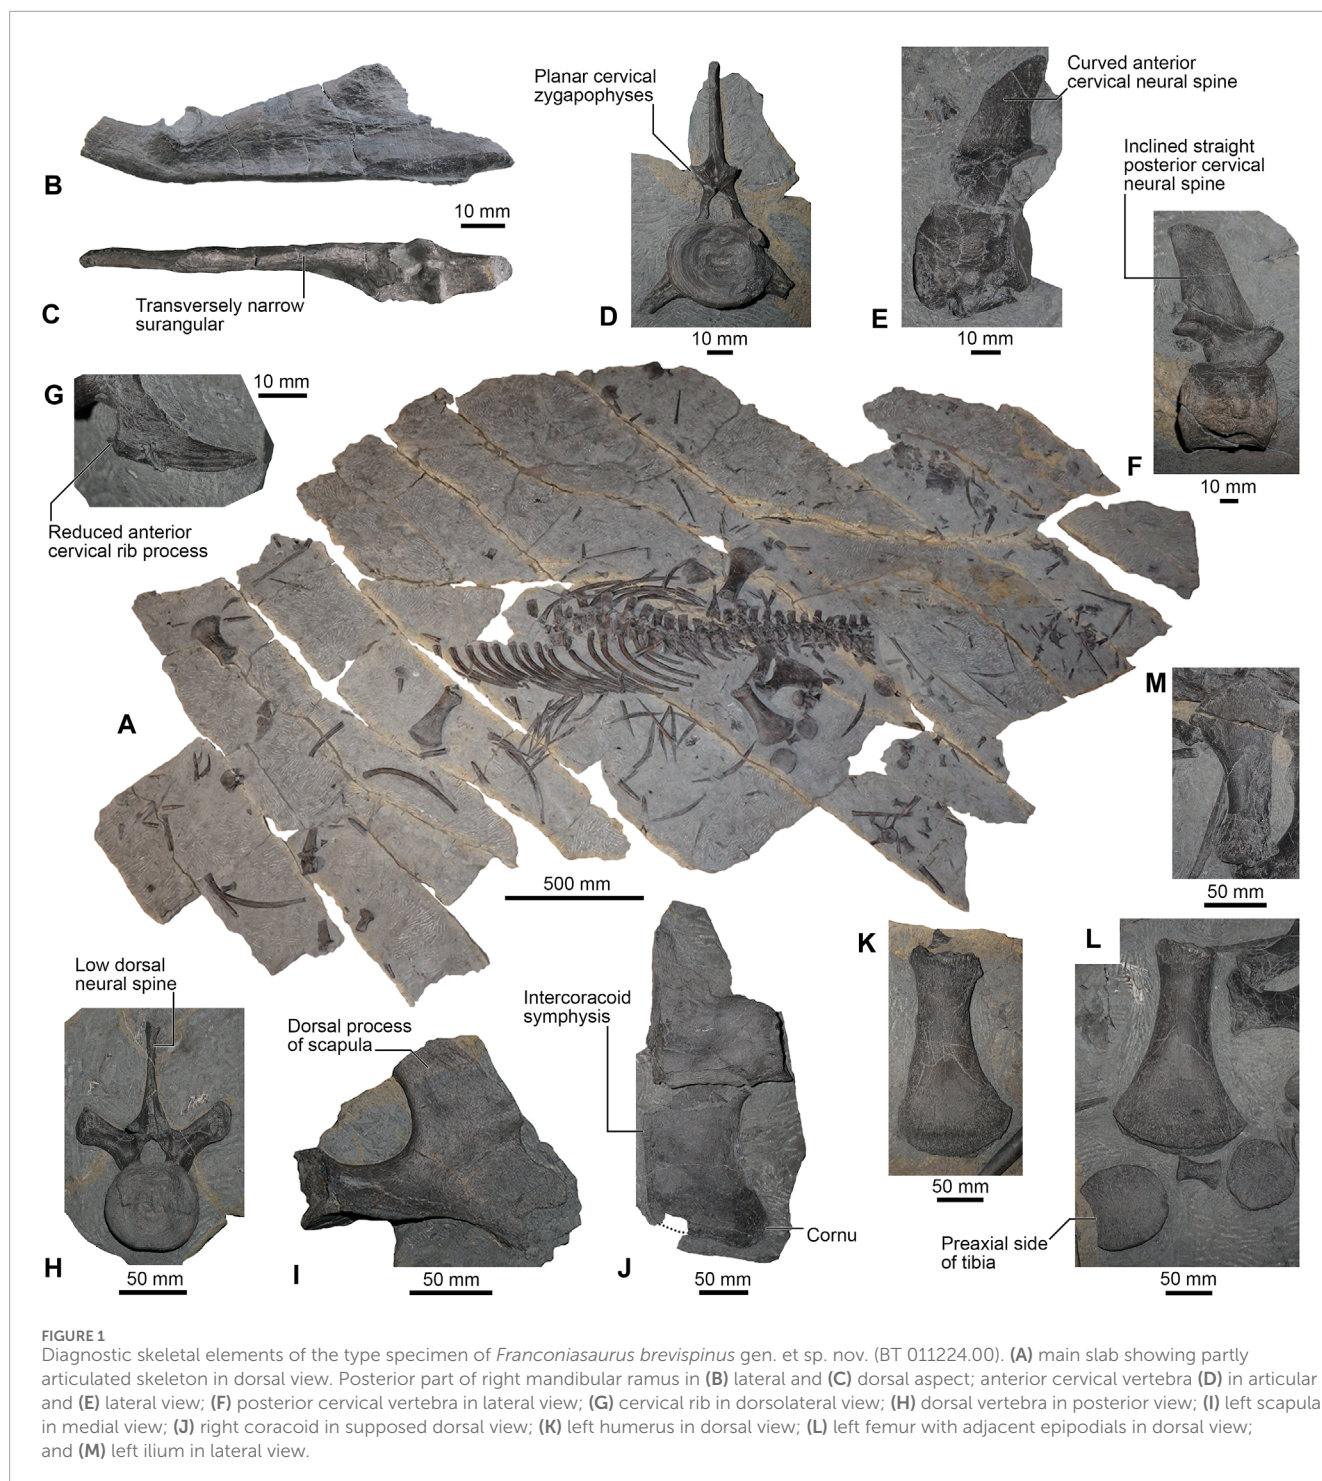 B
10 mm
C
Transversely narrow
surangular
Planar cervical
zygapophyses
D
10 mm
Curved anterior
cervical neural spine
E
10 mm
Inclined straight
posterior cervical
neural spine
F
10 mm
G
10 mm
Reduced anterior
cervical rib process
A
500 mm
M
50 mm
Low dorsal
neural spine
H
50 mm
Dorsal process
of scapula
I
50 mm
Intercoracoid
symphysis
Cornu
J
50 mm
K
50 mm
L
Preaxial side
of tibia
50 mm
FIGURE 1
Diagnostic skeletal elements of the type specimen of Franconiasaurus brevispinus gen. et sp. nov. (BT 011224.00). (A) main slab showing partly
articulated skeleton in dorsal view. Posterior part of right mandibular ramus in (B) lateral and (C) dorsal aspect; anterior cervical vertebra (D) in articular
and (E) lateral view; (F) posterior cervical vertebra in lateral view; (G) cervical rib in dorsolateral view; (H) dorsal vertebra in posterior view; (I) left scapula
in medial view; (J) right coracoid in supposed dorsal view; (K) left humerus in dorsal view; (L) left femur with adjacent epipodials in dorsal view;
and (M) left ilium in lateral view.